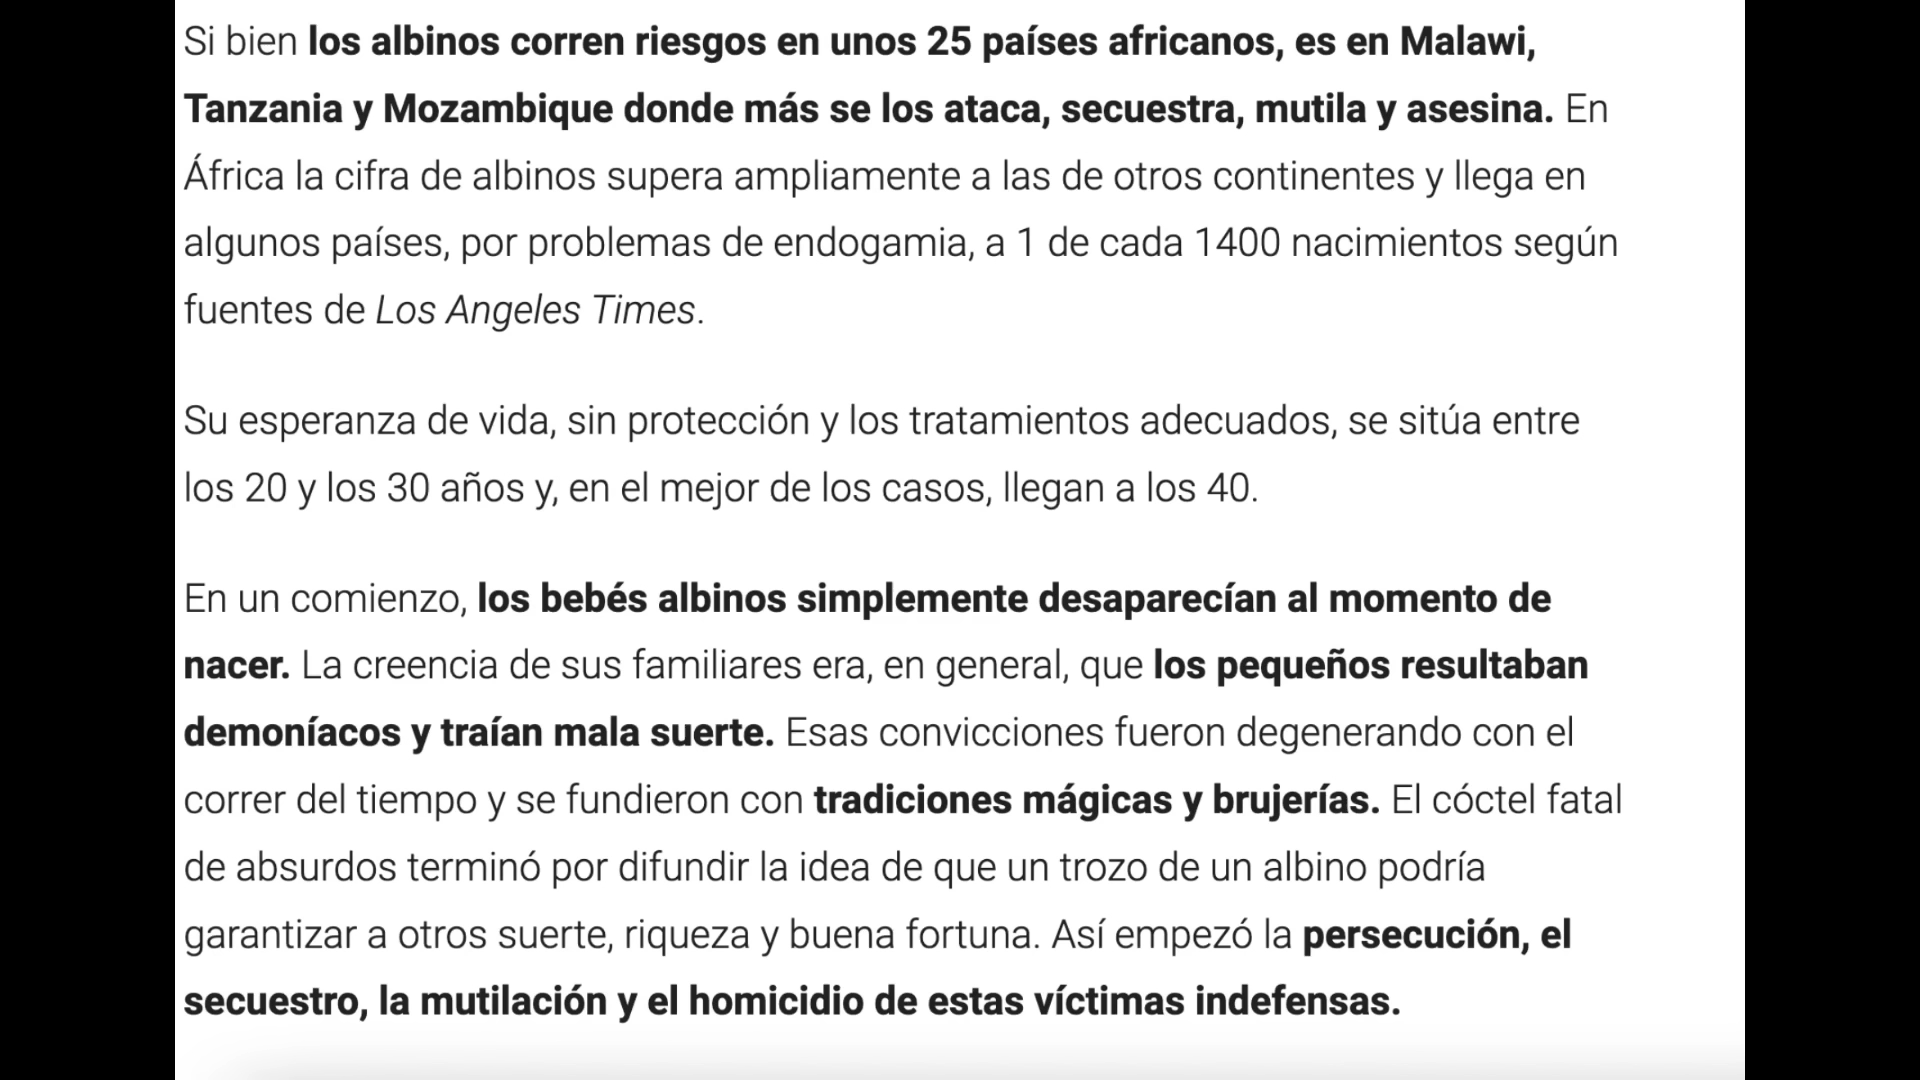 Si bien los albinos corren riesgos en unos 25 países africanos, es en Malawi,
Tanzania y Mozambique donde más se los ataca, secuestra, mutila y asesina. En
África la cifra de albinos supera ampliamente a las de otros continentes y llega en
algunos países, por problemas de endogamia, a 1 de cada 1400 nacimientos según
fuentes de Los Angeles Times.
Su esperanza de vida, sin protección y los tratamientos adecuados, se sitúa entre
los 20 y los 30 años y, en el mejor de los casos, llegan a los 40.
En un comienzo, los bebés albinos simplemente desaparecían al momento de
nacer. La creencia de sus familiares era, en general, que los pequeños resultaban
demoníacos y traían mala suerte. Esas convicciones fueron degenerando con el
correr del tiempo y se fundieron con tradiciones mágicas y brujerías. El cóctel fatal
de absurdos terminó por difundir la idea de que un trozo de un albino podría
garantizar a otros suerte, riqueza y buena fortuna. Así empezó la persecución, el
secuestro, la mutilación y el homicidio de estas víctimas indefensas.